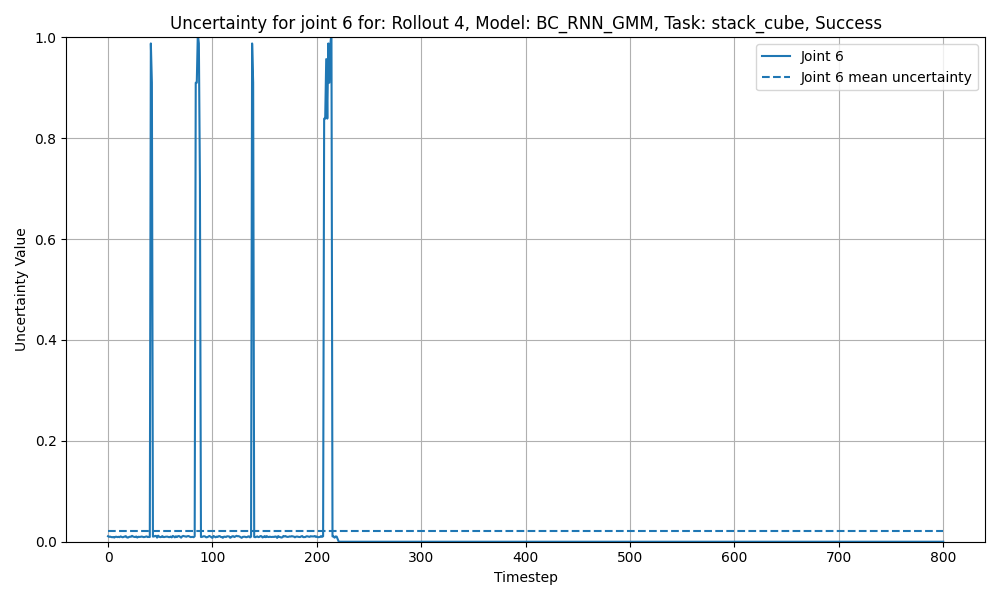 Uncertainty for joint 6 for: Rollout 4, Model: BC_RNN_GMM, Task: stack_cube, Success
Joint 6
Joint 6 mean uncertainty
Uncertainty Value
1.0
0.8
0.6
0.4
0.2
0.0
0 100 200 300 400 500 600 700 800
Timestep